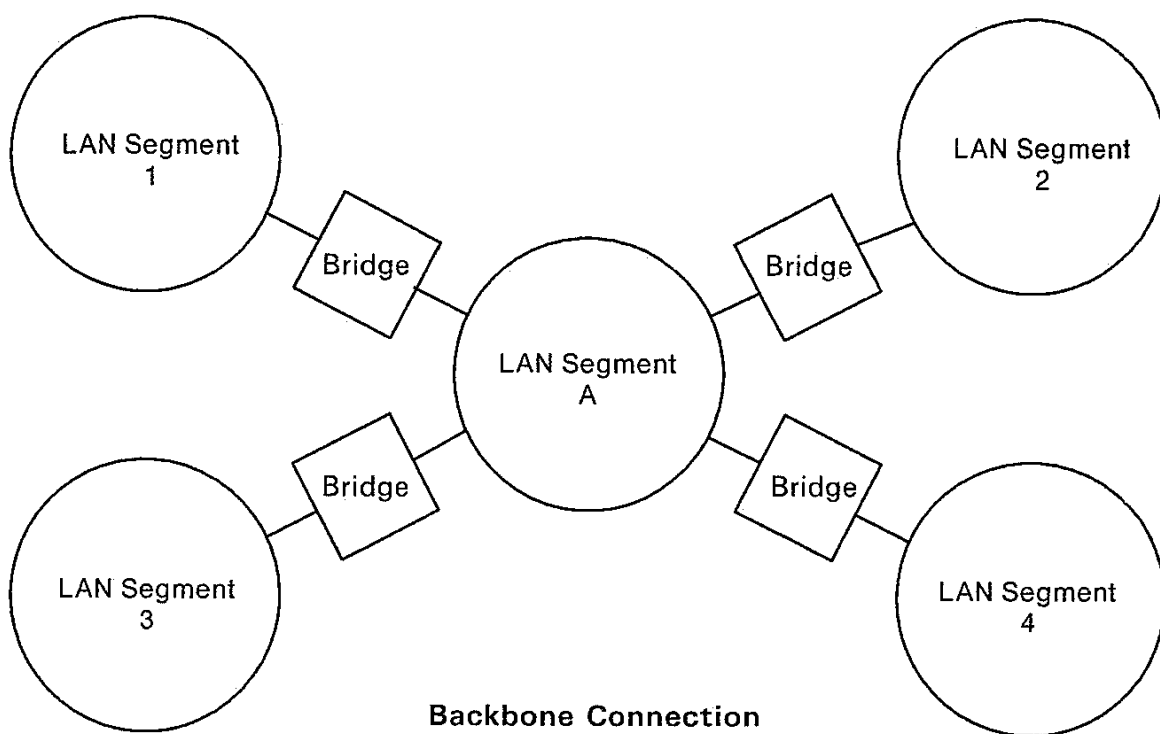 LAN Segment
1
LAN Segment
2
Bridge
Bridge
LAN Segment
A
Bridge
Bridge
LAN Segment
3
LAN Segment
4
Backbone Connection